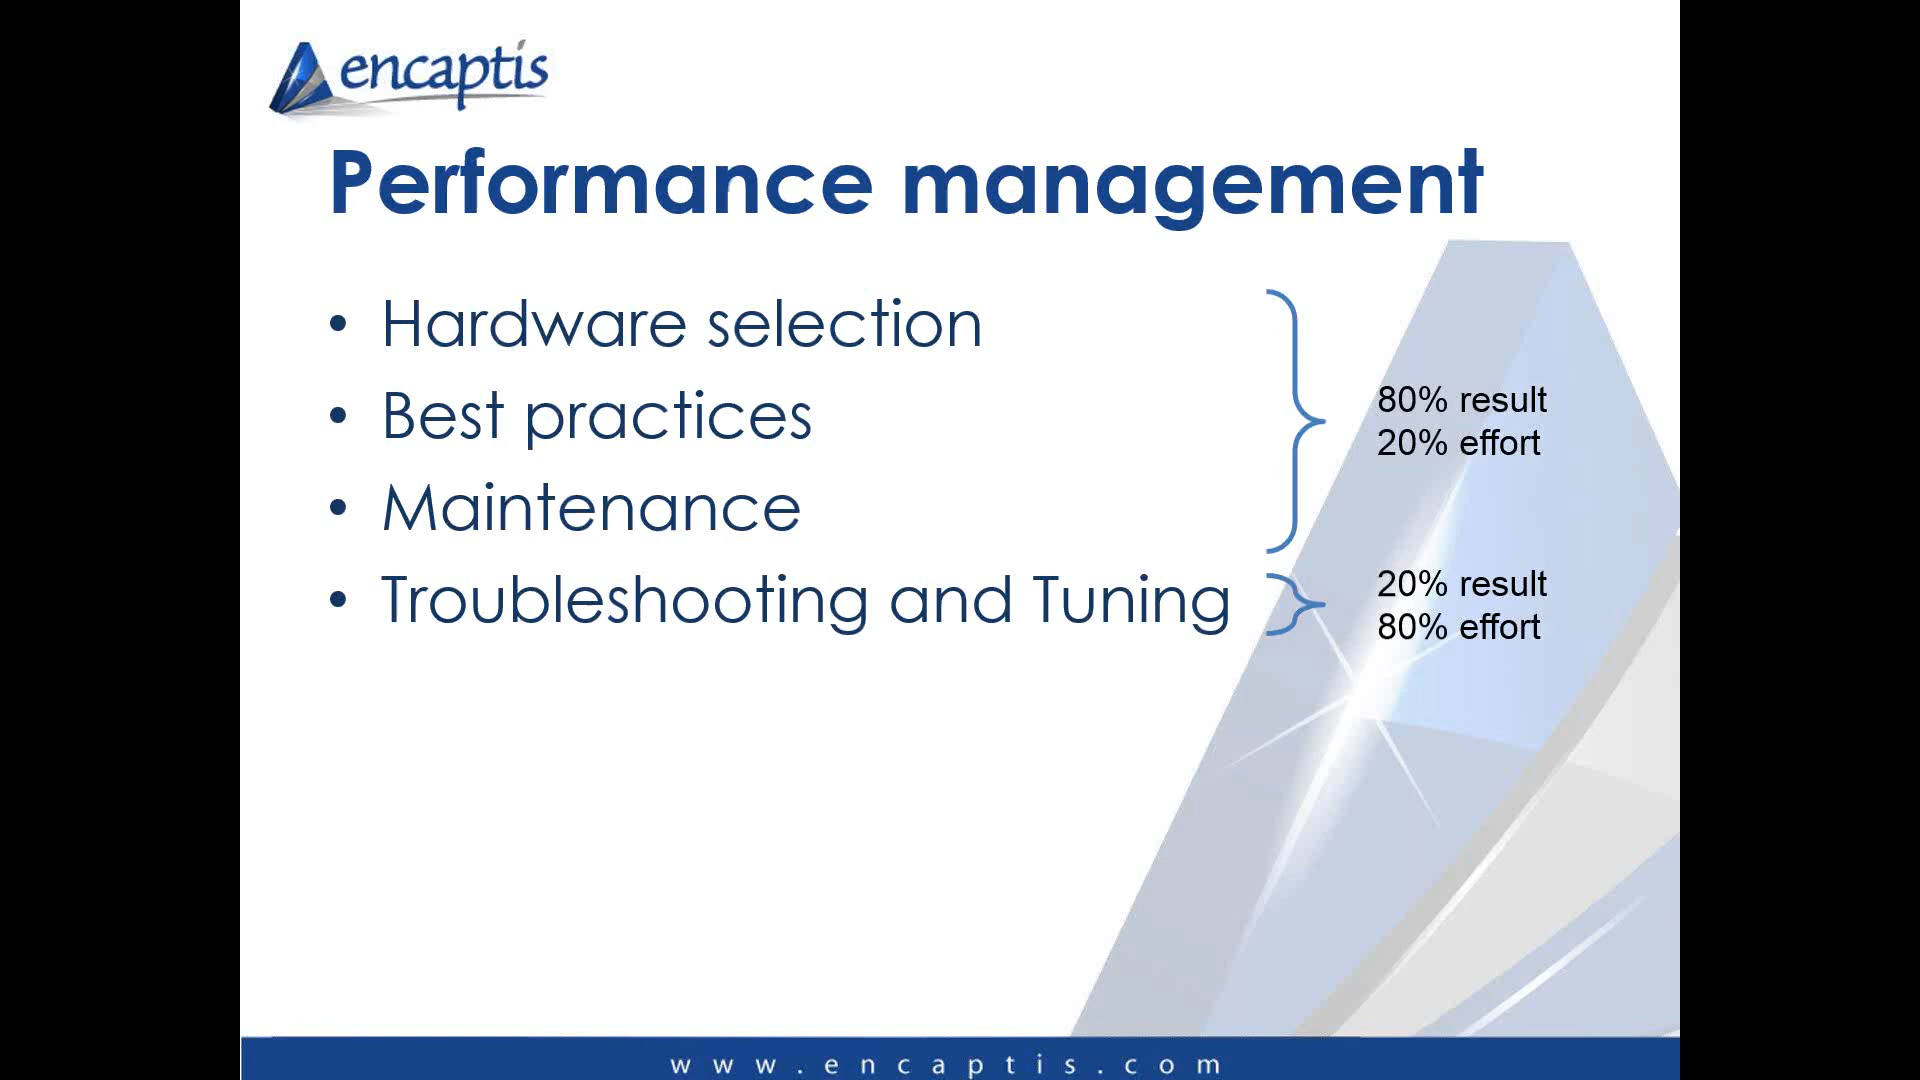 encaptis
Performance management
• Hardware selection
• Best practices
• Maintenance
• Troubleshooting and Tuning
80% result
20% effort
20% result
80% effort
www.encaptis.com